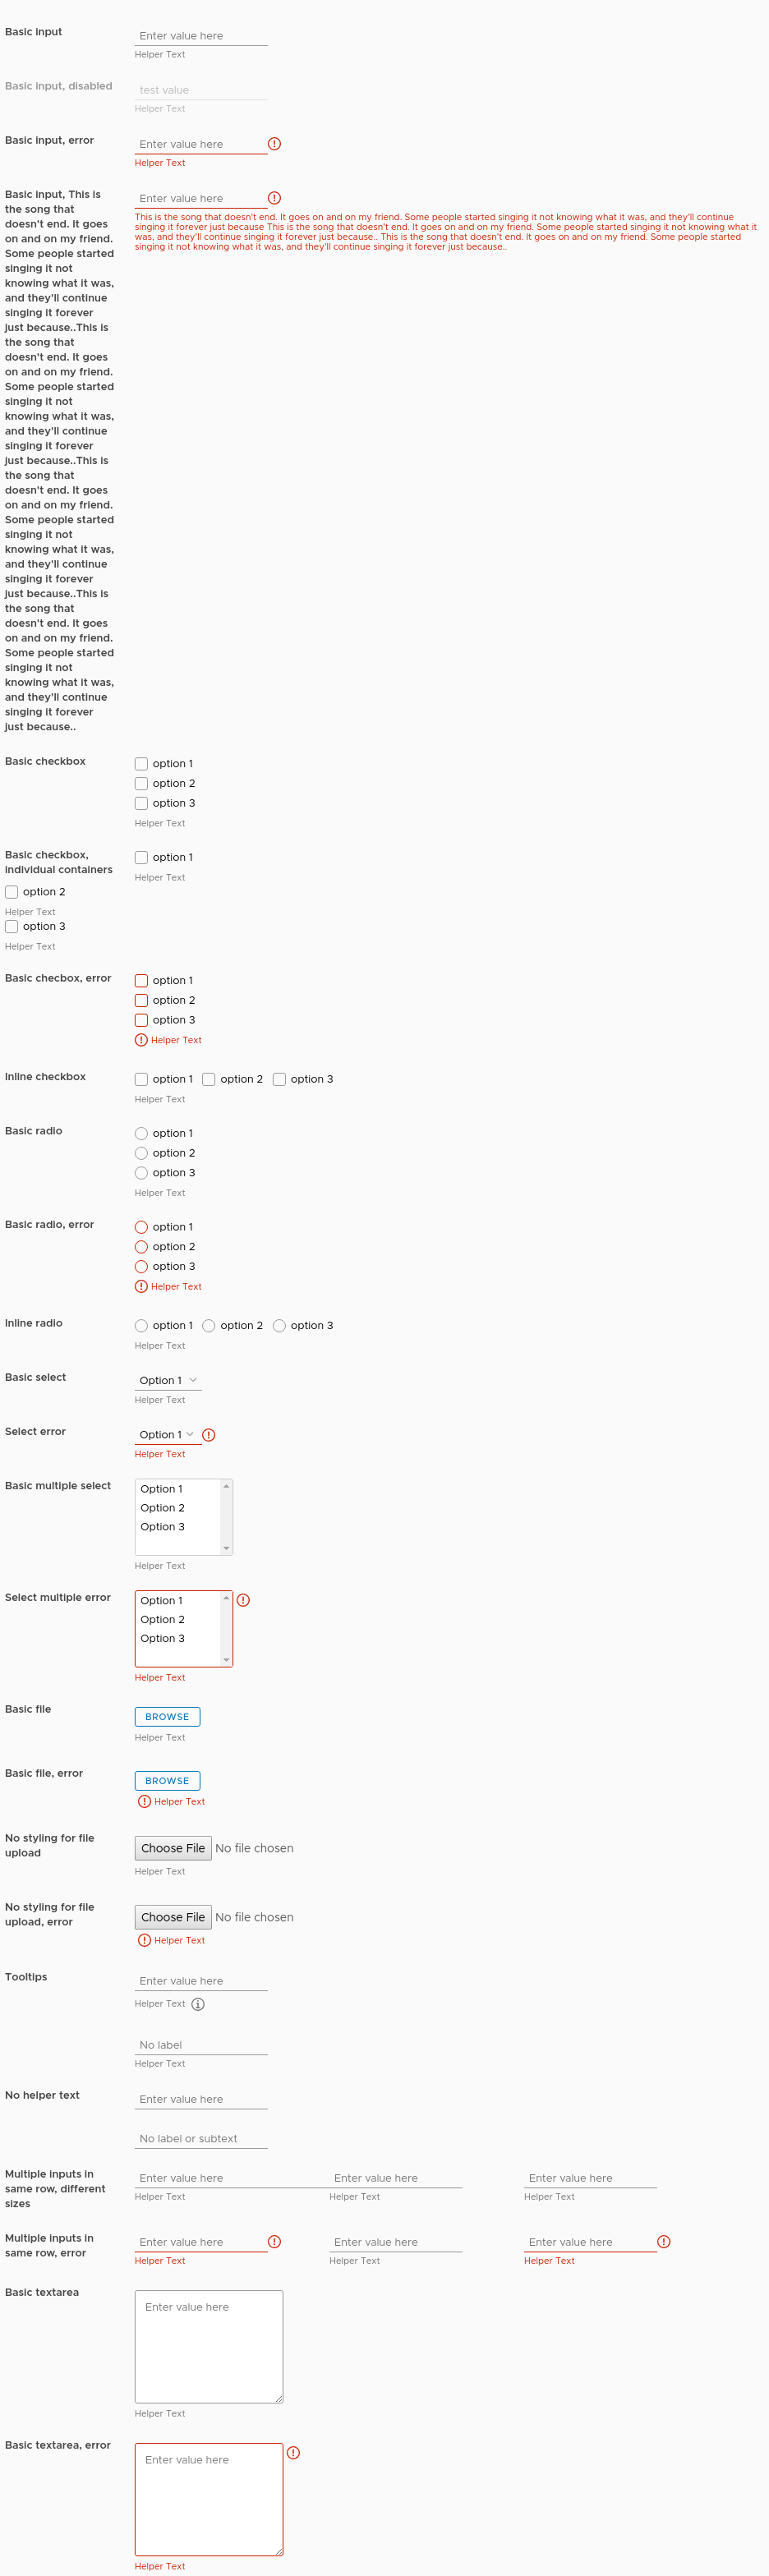 Basic input
Enter value here
Helper Text
Basic input, disabled
test value
Helper Text
Basic input, error
Enter value here
Helper Text
Basic input, This is
the song that
doesn't end. It goes
on and on my friend.
Some people started
singing it not
knowing what it was,
and they'll continue
singing it forever
just because..This is
the song that
doesn't end. It goes
on and on my friend.
Some people started
singing it not
knowing what it was,
and they'll continue
singing it forever
just because..This is
the song that
doesn't end. It goes
on and on my friend.
Some people started
singing it not
knowing what it was,
and they'll continue
singing it forever
just because..This is
the song that
doesn't end. It goes
on and on my friend.
Some people started
singing it not
knowing what it was,
and they'll continue
singing it forever
just because..
Enter value here
This is the song that doesn't end. It goes on and on my friend. Some people started singing it not knowing what it was, and they'll continue
singing it forever just because This is the song that doesn't end. It goes on and on my friend. Some people started singing it not knowing what it
was, and they'll continue singing it forever just because.. This is the song that doesn't end. It goes on and on my friend. Some people started
singing it not knowing what it was, and they'll continue singing it forever just because..
Basic checkbox
option 1
option 2
option 3
Helper Text
Basic checkbox,
individual containers
option 1
Helper Text
option 2
Helper Text
option 3
Helper Text
Basic checbox, error
option 1
option 2
option 3
Helper Text
Inline checkbox
option 1 option 2 option 3
Helper Text
Basic radio
option 1
option 2
option 3
Helper Text
Basic radio, error
option 1
option 2
option 3
Helper Text
Inline radio
option 1 option 2 option 3
Helper Text
Basic select
Option 1
Helper Text
Select error
Option 1
Helper Text
Basic multiple select
Option 1
Option 2
Option 3
Helper Text
Select multiple error
Option 1
Option 2
Option 3
Helper Text
Basic file
BROWSE
Helper Text
Basic file, error
BROWSE
Helper Text
No styling for file
upload
Choose File No file chosen
Helper Text
No styling for file
upload, error
Choose File No file chosen
Helper Text
Tooltips
Enter value here
Helper Text
No label
Helper Text
No helper text
Enter value here
No label or subtext
Multiple inputs in
same row, different
sizes
Enter value here Enter value here Enter value here
Helper Text Helper Text Helper Text
Multiple inputs in
same row, error
Enter value here Enter value here Enter value here
Helper Text Helper Text Helper Text
Basic textarea
Enter value here
Helper Text
Basic textarea, error
Enter value here
Helper Text